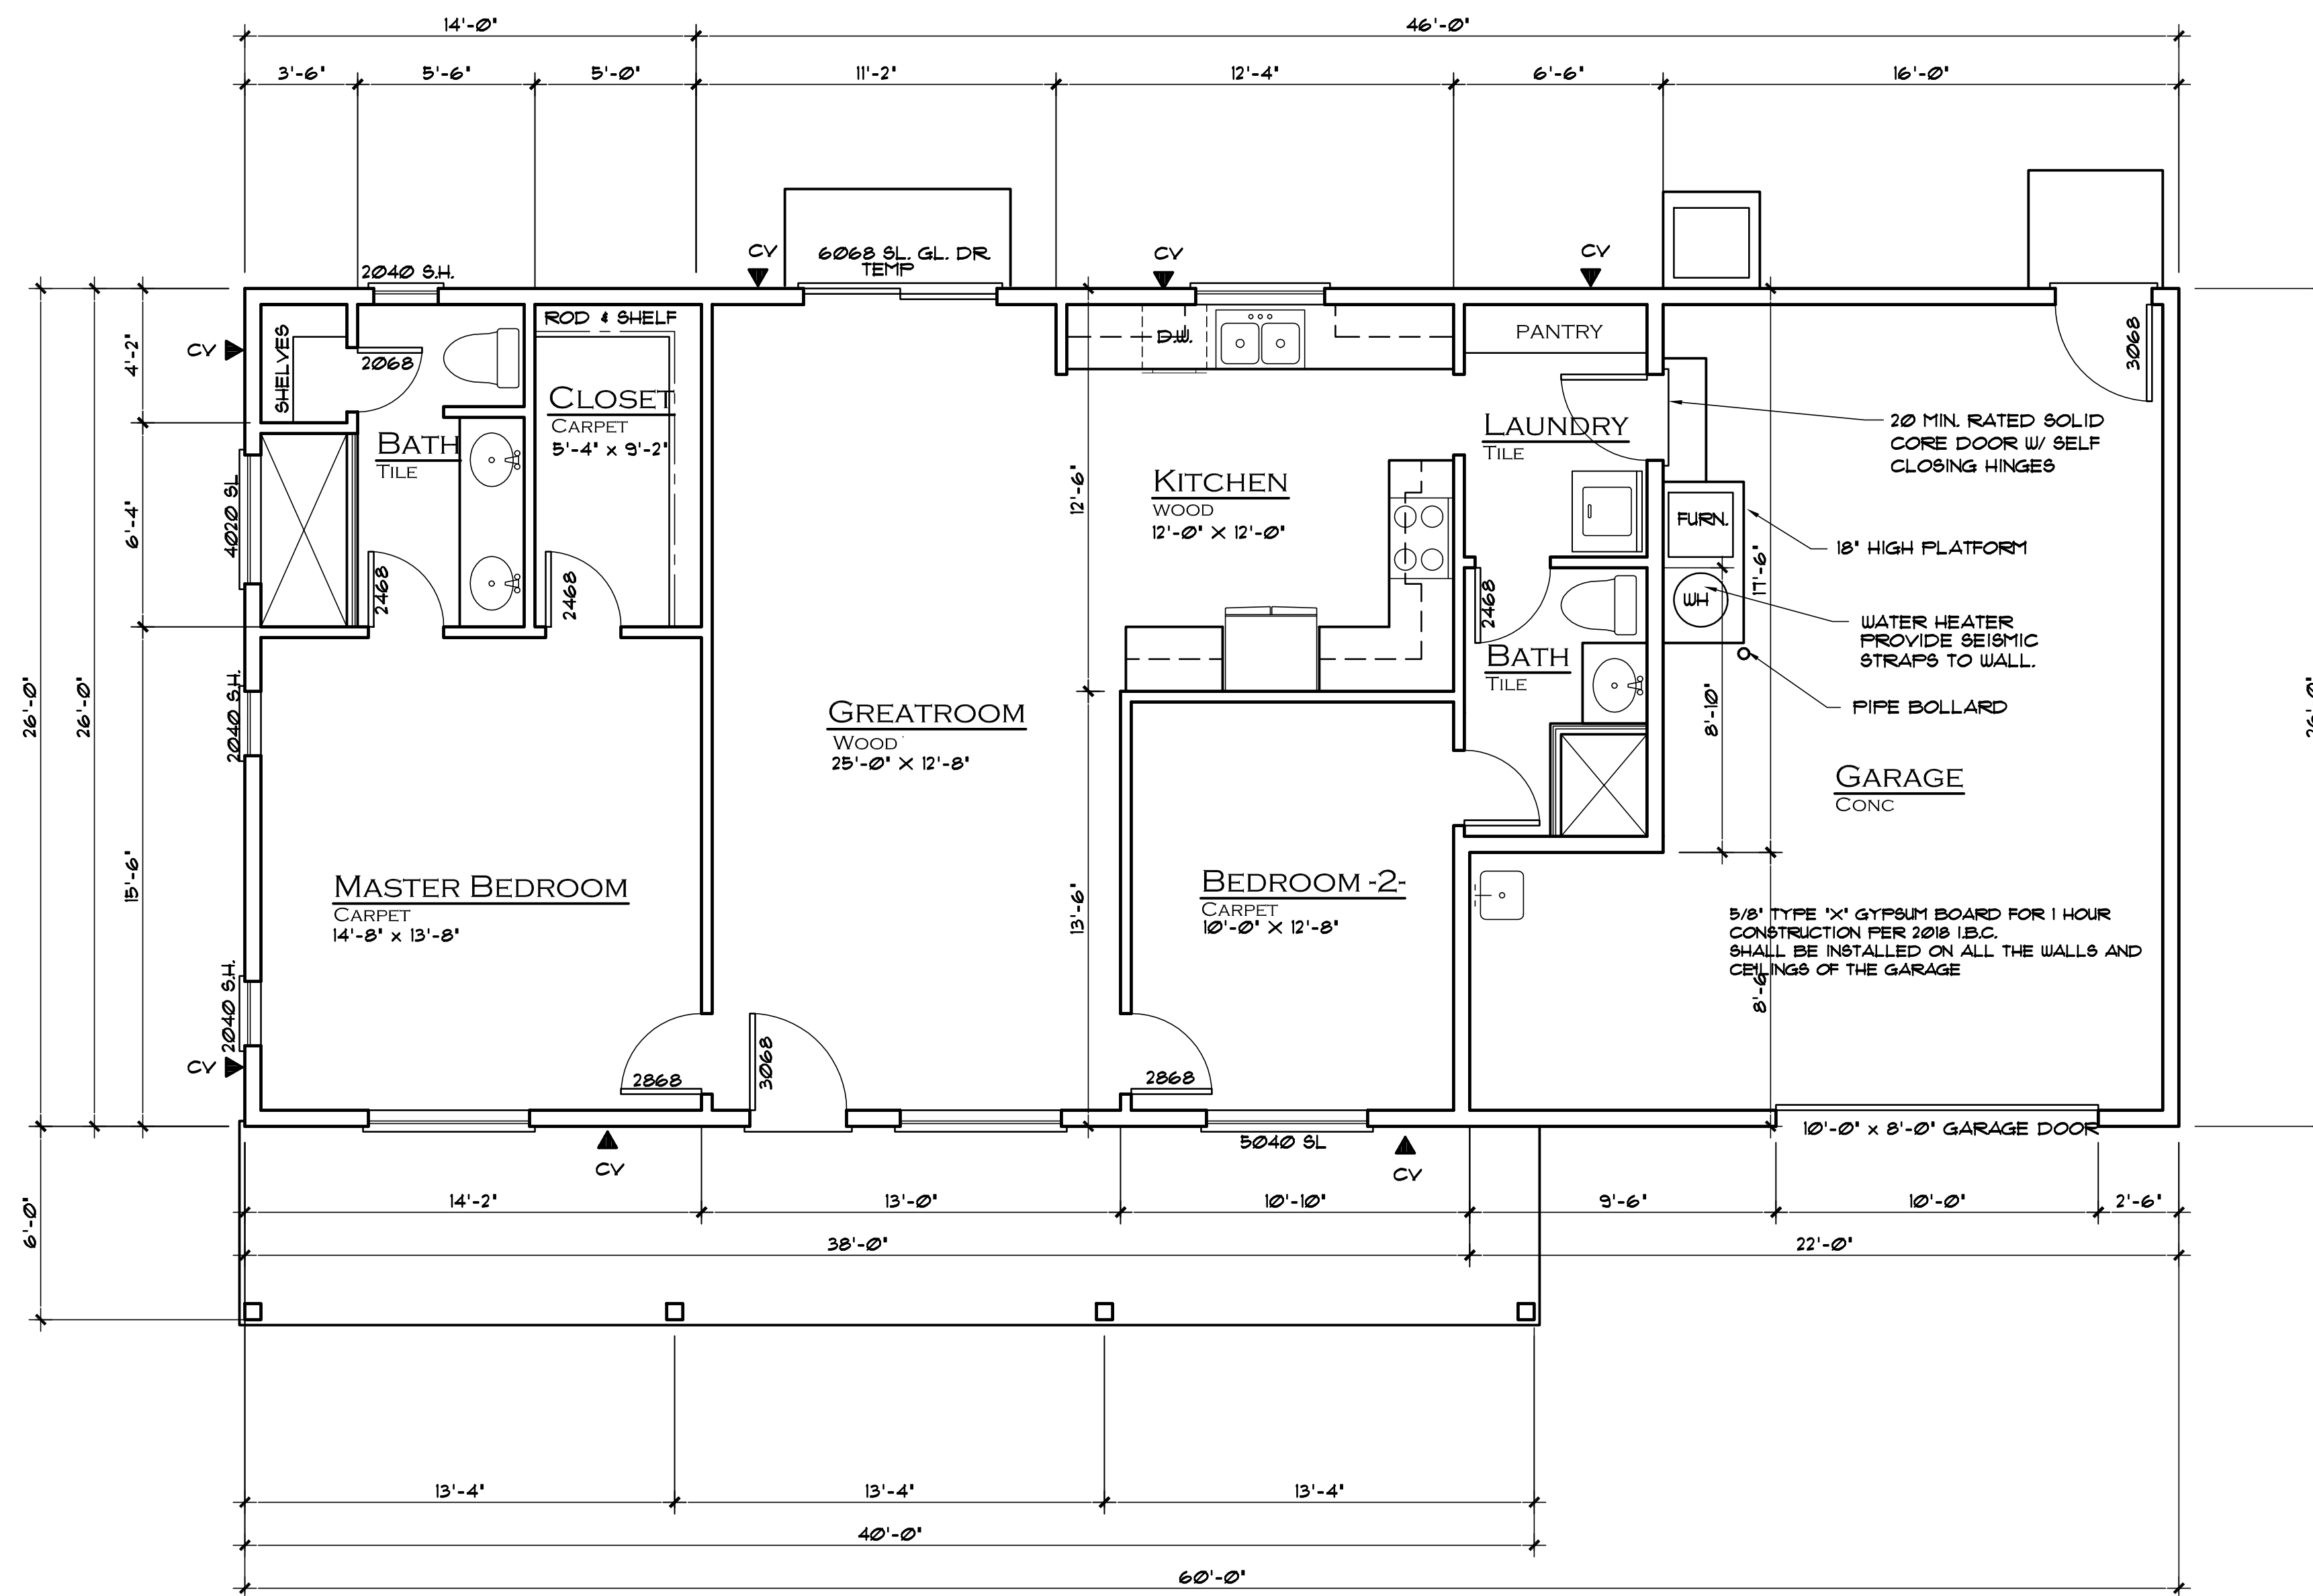 14'-0"
46'-0"
3'-6"
5'-6"
5'-0"
11'-2"
12'-4"
6'-6"
16'-0"
CV
CV
CV
6068 SL. GL. DR.
TEMP
2040 S.H.
ROD & SHELF
D.W.
PANTRY
3068
CV
SHELVES
2068
4'-2"
CLOSET
CARPET
5'-4" x 9'-2"
BATH
TILE
LAUNDRY
TILE
20 MIN. RATED SOLID
CORE DOOR W/ SELF
CLOSING HINGES
KITCHEN
WOOD
12'-0" X 12'-0"
12'-6"
4020 SL
6'-4"
FURN.
18" HIGH PLATFORM
17'-6"
2468
2468
2468
W.H.
WATER HEATER
PROVIDE SEISMIC
STRAPS TO WALL.
BATH
TILE
26'-0"
26'-0"
2040 S.H.
8'-10"
PIPE BOLLARD
26'-0"
GREATROOM
WOOD
25'-0" X 12'-8"
GARAGE
CONC
15'-6"
MASTER BEDROOM
CARPET
14'-8" x 13'-8"
13'-6"
BEDROOM -2-
CARPET
10'-0" X 12'-8"
5/8" TYPE "X" GYPSUM BOARD FOR 1 HOUR
CONSTRUCTION PER 2018 I.B.C.
SHALL BE INSTALLED ON ALL THE WALLS AND
CEILINGS OF THE GARAGE
8'-6"
2040 S.H.
CV
2868
3068
2868
10'-0" x 8'-0" GARAGE DOOR
5040 SL
CV
CV
6'-0"
14'-2"
13'-0"
10'-10"
9'-6"
10'-0"
2'-6"
38'-0"
22'-0"
13'-4"
13'-4"
13'-4"
40'-0"
60'-0"